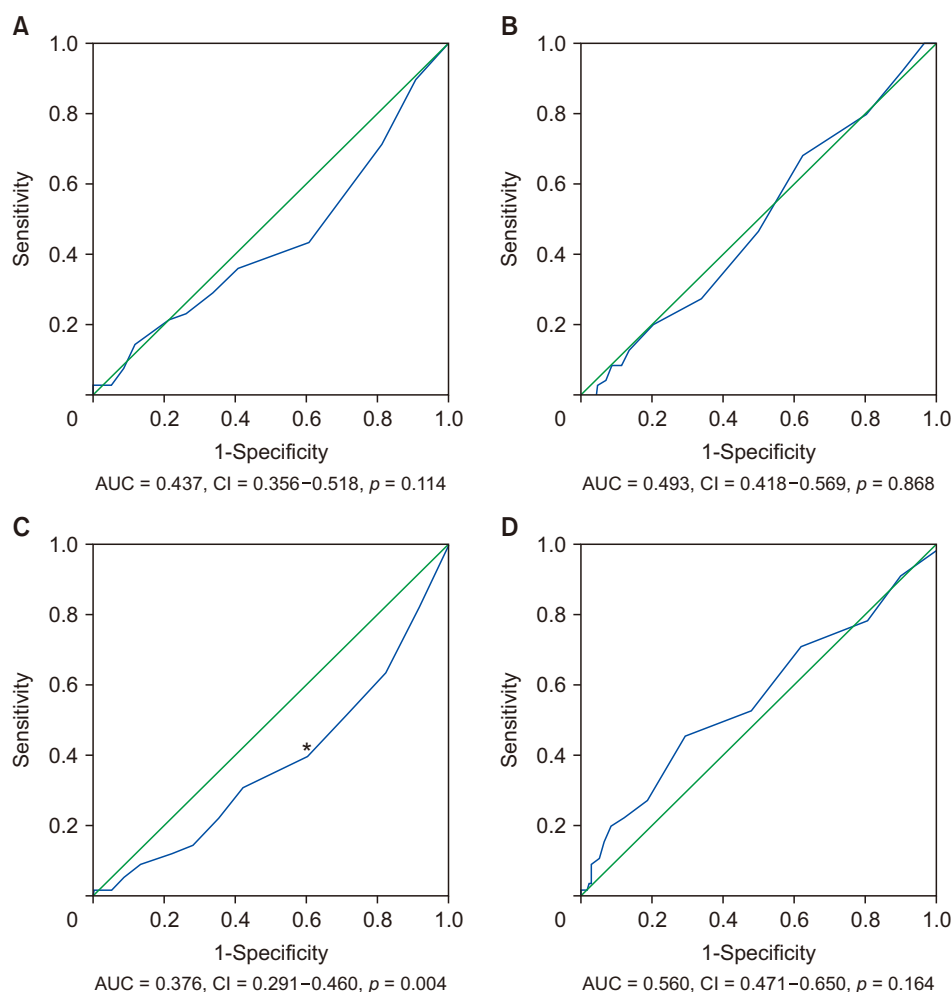 A
1.0
0.8
0.6
0.4
0.2
0
0.2
0.4
0.6
0.8
1.0
Sensitivity
1-Specificity
AUC = 0.437, CI = 0.356−0.518, p = 0.114
B
1.0
0.8
0.6
0.4
0.2
0
0.2
0.4
0.6
0.8
1.0
Sensitivity
1-Specificity
AUC = 0.493, CI = 0.418−0.569, p = 0.868
C
1.0
0.8
0.6
0.4
0.2
0
0.2
0.4
0.6
0.8
1.0
Sensitivity
*
1-Specificity
AUC = 0.376, CI = 0.291−0.460, p = 0.004
D
1.0
0.8
0.6
0.4
0.2
0
0.2
0.4
0.6
0.8
1.0
Sensitivity
1-Specificity
AUC = 0.560, CI = 0.471−0.650, p = 0.164